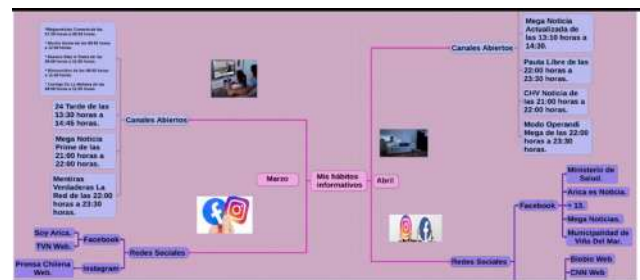 24 Tarde de las
13:30 horas a
14:45 horas.
Mega Noticia
Prime de las
21:00 horas a
22:00 horas.
Mentiras
Verdaderas La
Red de las 22:00
horas a 23:30
horas.
Canales Abiertos
Soy Arica.
TVN Web.
Facebook
Prensa Chilena
Web.
Instagram
Redes Sociales
Marzo
Mis hábitos
informativos
Abril
Canales Abiertos
Mega Noticia
Actualizada de
las 13:10 horas a
14:30.
Pauta Libre de las
22:00 horas a
23:30 horas.
CHV Noticia de
las 21:00 horas a
22:00 horas.
Modo Operandi
Mega de las 22:00
horas a 23:30
horas.
Redes Sociales
Facebook
Ministerio de
Salud.
Arica es Noticia.
13.
Mega Noticias.
Municipalidad de
Viña Del Mar.
Biobio Web
CNN Web